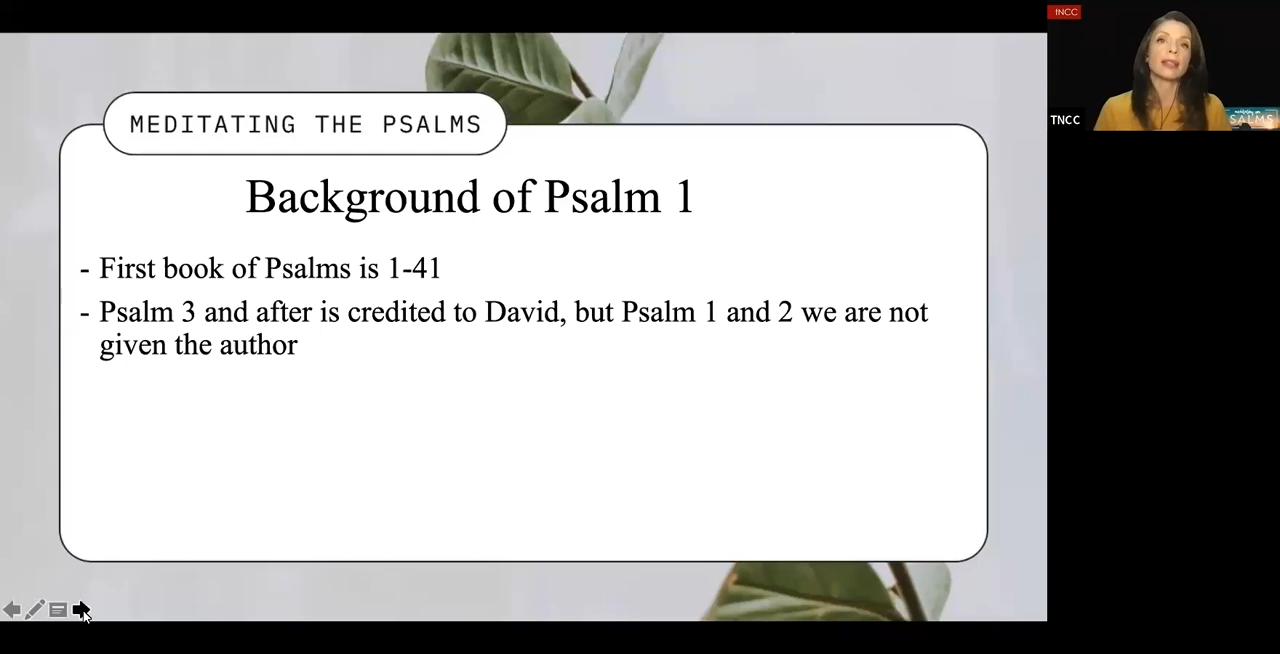 MEDITATING THE PSALMS
Background of Psalm 1
- First book of Psalms is 1-41
- Psalm 3 and after is credited to David, but Psalm 1 and 2 we are not
given the author
tNCC
TNCC
SALMS